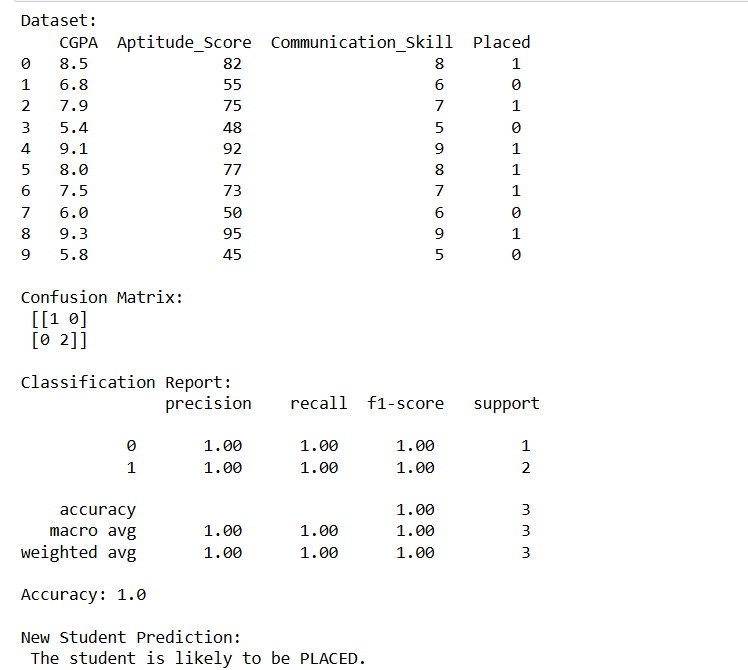 Dataset:
CGPA Aptitude_Score Communication_Skill Placed
0 8.5 82 8 1
1 6.8 55 6 0
2 7.9 75 7 1
3 5.4 48 5 0
4 9.1 92 9 1
5 8.0 77 8 1
6 7.5 73 7 1
7 6.0 50 6 0
8 9.3 95 9 1
9 5.8 45 5 0
Confusion Matrix:
[[1 0]
[0 2]]
Classification Report:
precision recall f1-score support
0 1.00 1.00 1.00 1
1 1.00 1.00 1.00 2
accuracy 1.00 3
macro avg 1.00 1.00 1.00 3
weighted avg 1.00 1.00 1.00 3
Accuracy: 1.0
New Student Prediction:
The student is likely to be PLACED.